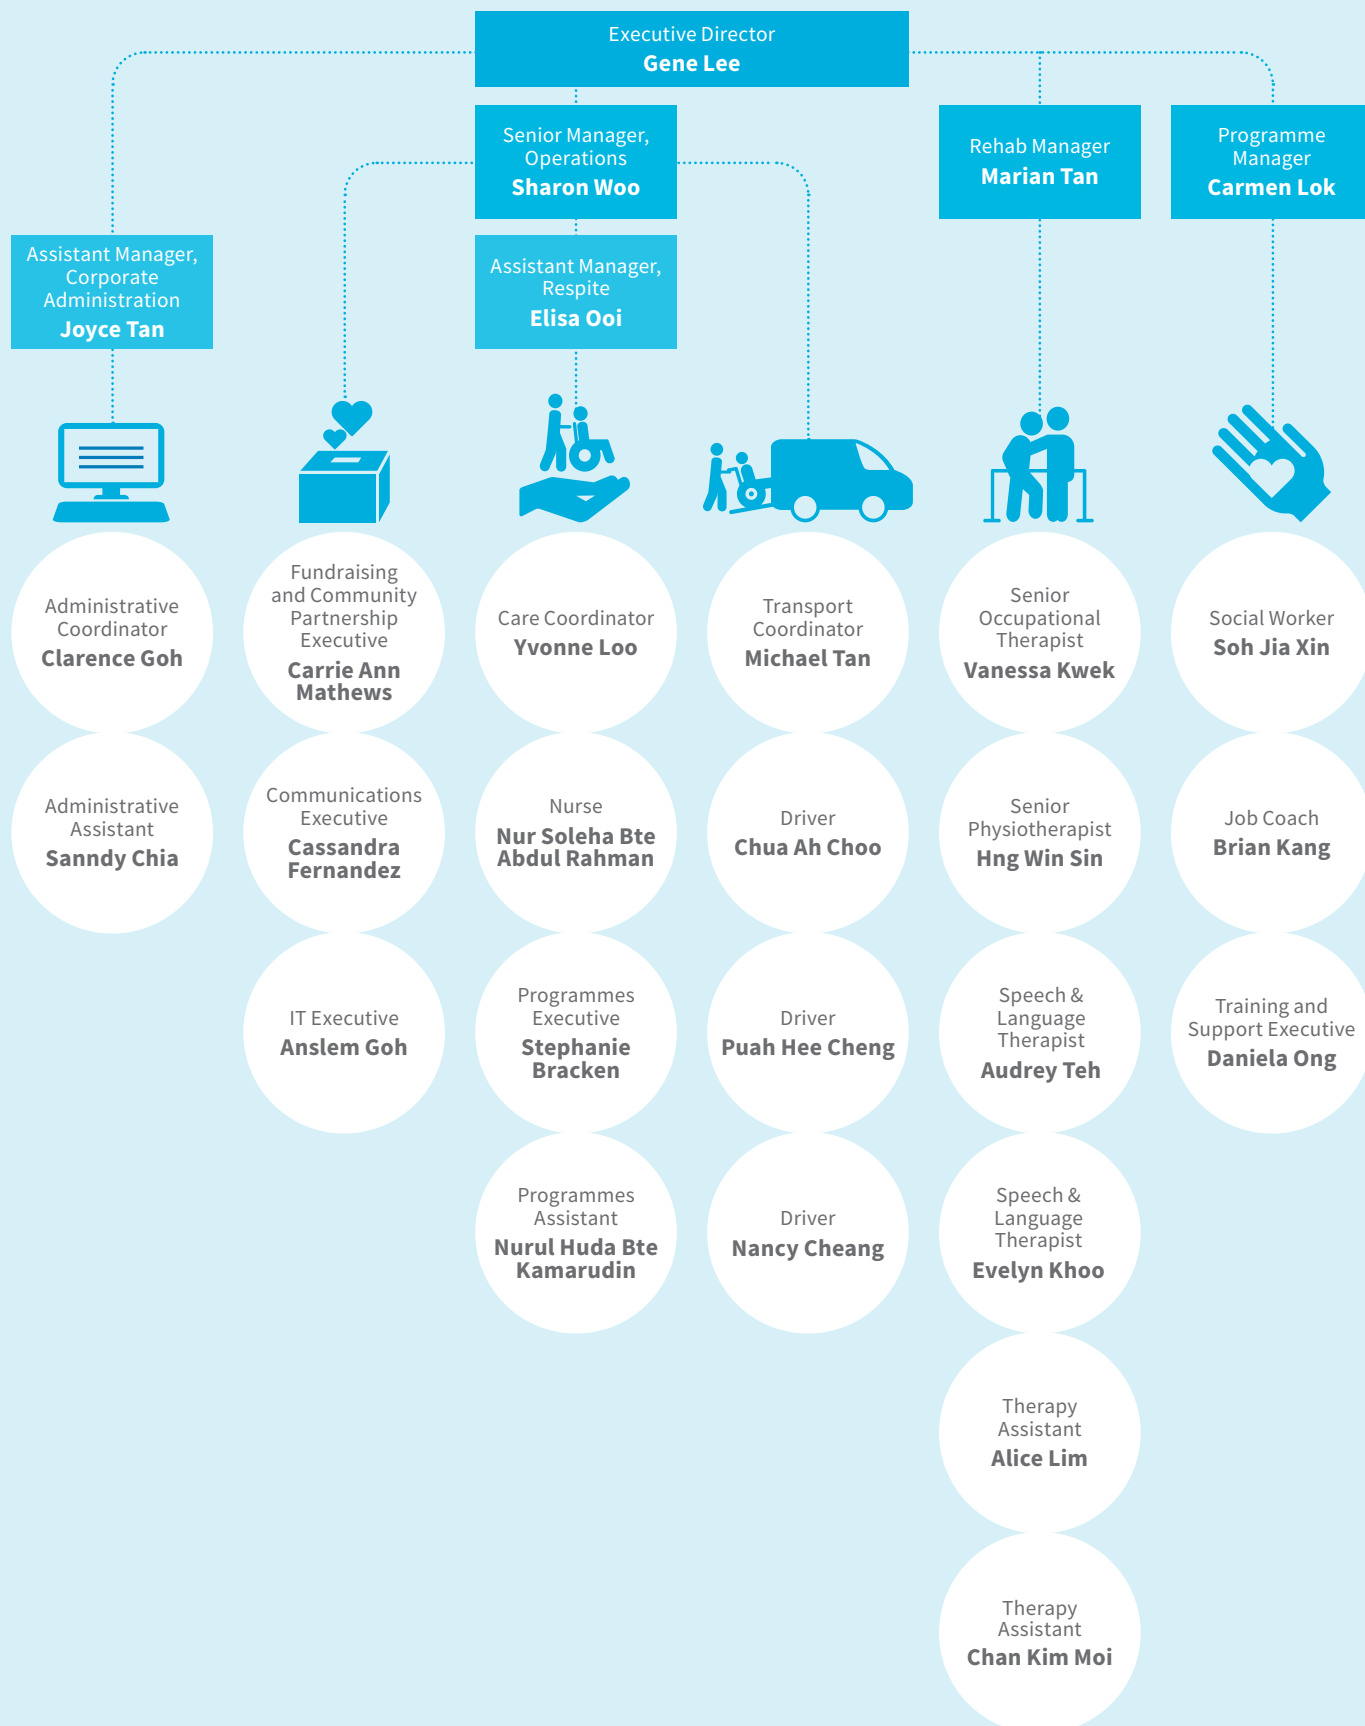 Executive Director
Gene Lee
Senior Manager,
Operations
Sharon Woo
Rehab Manager
Marian Tan
Programme
Manager
Carmen Lok
Assistant Manager,
Corporate
Administration
Joyce Tan
Assistant Manager,
Respite
Elisa Ooi
Administrative
Coordinator
Clarence Goh
Administrative
Assistant
Sanndy Chia
Fundraising
and Community
Partnership
Executive
Carrie Ann
Mathews
Communications
Executive
Cassandra
Fernandez
IT Executive
Anslem Goh
Care Coordinator
Yvonne Loo
Nurse
Nur Soleha Bte
Abdul Rahman
Programmes
Executive
Stephanie
Bracken
Programmes
Assistant
Nurul Huda Bte
Kamarudin
Transport
Coordinator
Michael Tan
Driver
Chua Ah Choo
Driver
Puah Hee Cheng
Driver
Nancy Cheang
Senior
Occupational
Therapist
Vanessa Kwek
Senior
Physiotherapist
Hng Win Sin
Speech &
Language
Therapist
Audrey Teh
Speech &
Language
Therapist
Evelyn Khoo
Therapy
Assistant
Alice Lim
Therapy
Assistant
Chan Kim Moi
Social Worker
Soh Jia Xin
Job Coach
Brian Kang
Training and
Support Executive
Daniela Ong